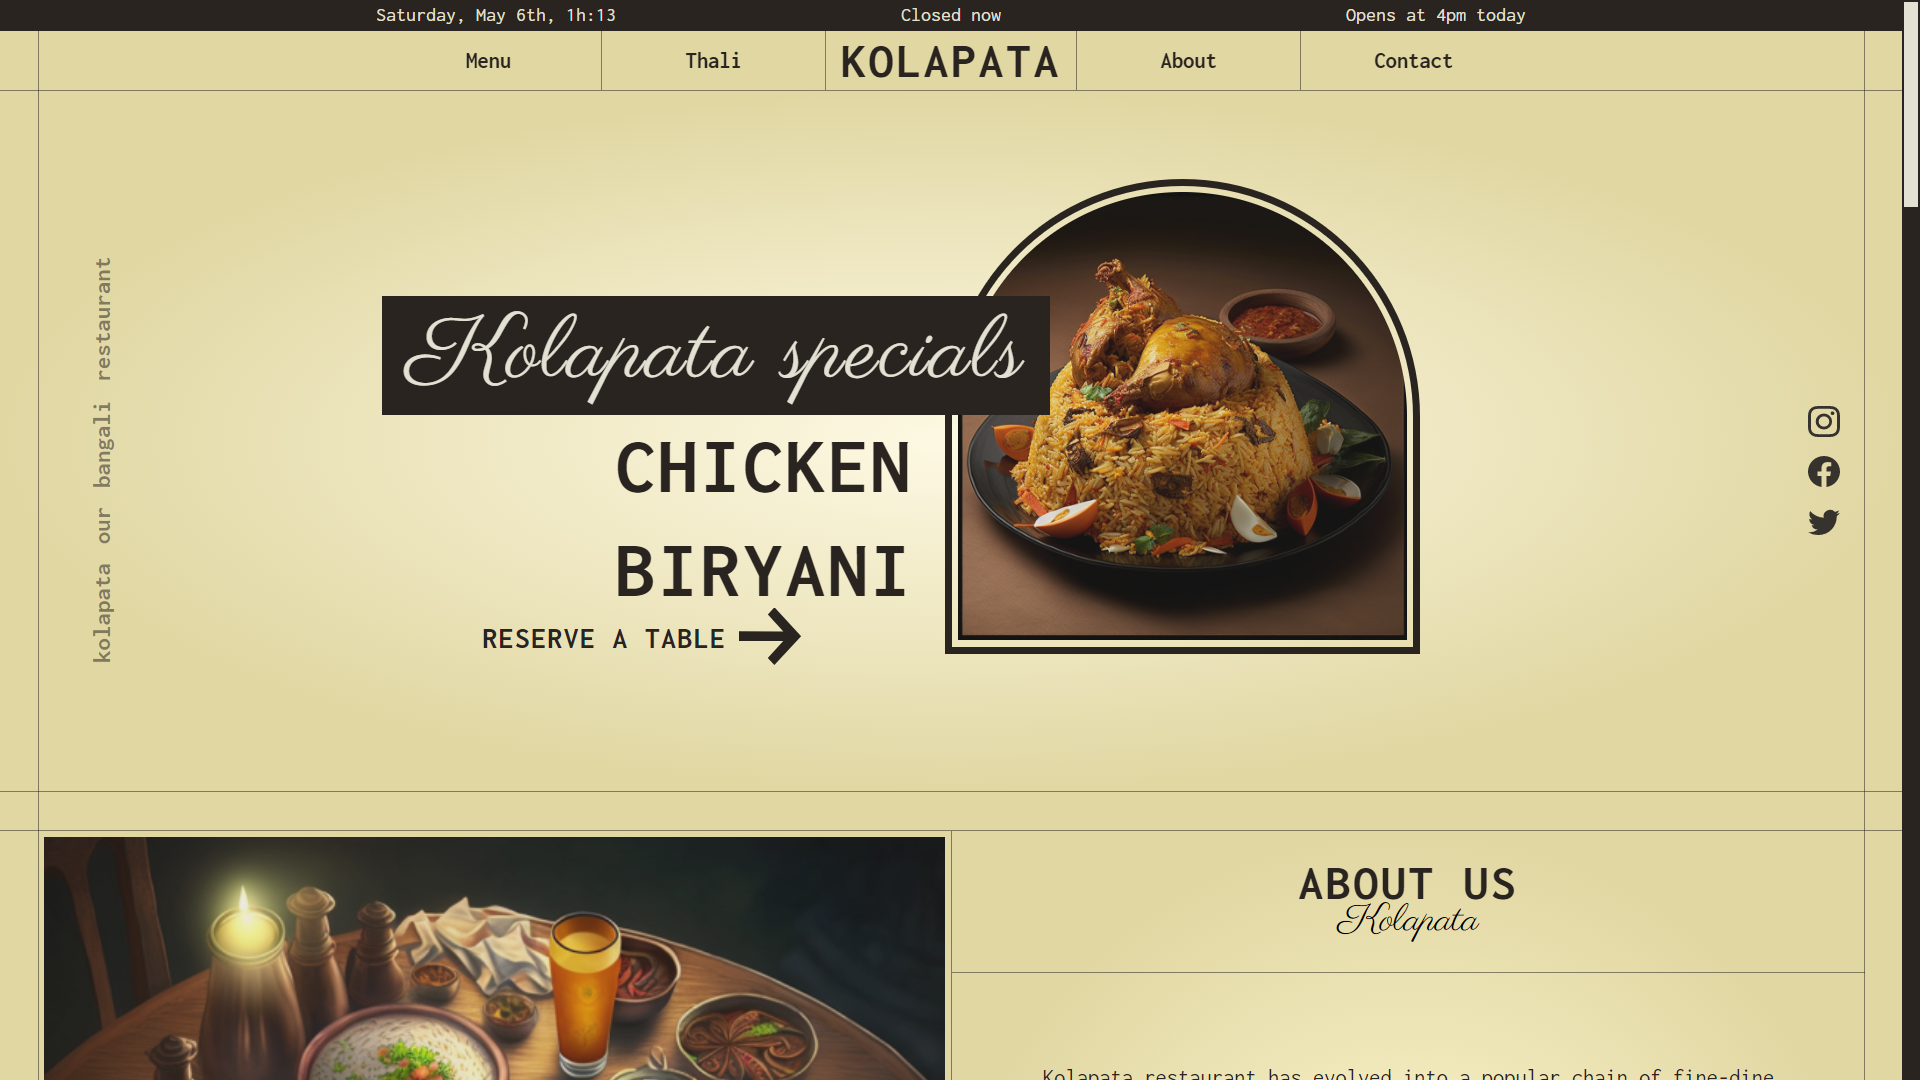 Saturday, May 6th, 1h:13
Closed now
Opens at 4pm today
Menu
Thali
KOLAPATA
About
Contact
kolapata our bangali restaurant
Kolapata specials
CHICKEN
BIRYANI
RESERVE A TABLE
ABOUT US
Kolapata
Kolapata restaurant has evolved into a popular chain of fine-dine